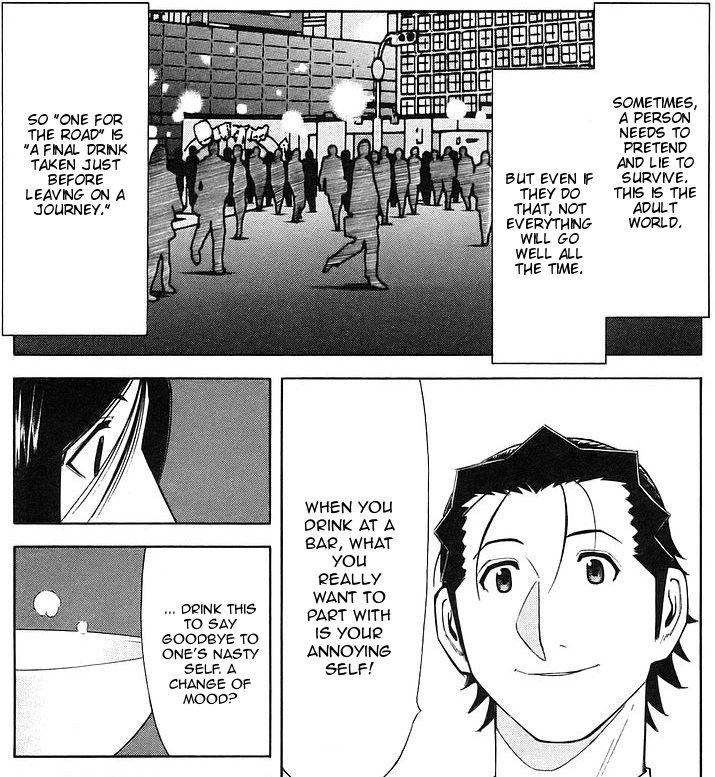 SOMETIMES,
A PERSON
NEEDS TO
PRETEND
AND LIE TO
SURVIVE.
THIS IS THE
ADULT
WORLD.
BUT EVEN IF
THEY DO
THAT, NOT
EVERYTHING
WILL GO
WELL ALL
THE TIME.
SO "ONE FOR
THE ROAD" IS
"A FINAL DRINK
TAKEN JUST
BEFORE
LEAVING ON A
JOURNEY."
WHEN YOU
DRINK AT A
BAR, WHAT
YOU
REALLY
WANT TO
PART WITH
IS YOUR
ANNOYING
SELF!
... DRINK THIS
TO SAY
GOODBYE TO
ONE'S NASTY
SELF. A
CHANGE OF
MOOD?